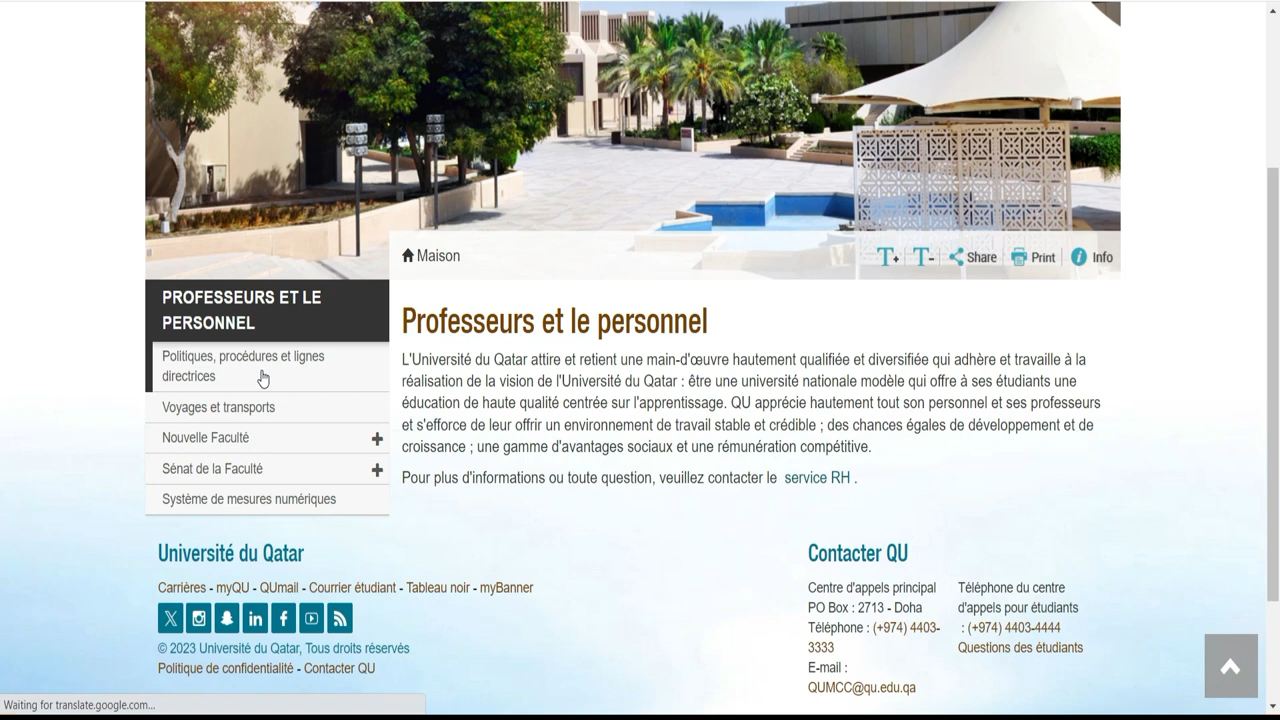 Maison
T+ T- Share Print Info
PROFESSEURS ET LE
PERSONNEL
Politiques, procédures et lignes
directrices
Voyages et transports
Nouvelle Faculté
Sénat de la Faculté
Système de mesures numériques
Professeurs et le personnel
L'Université du Qatar attire et retient une main-d'œuvre hautement qualifiée et diversifiée qui adhère et travaille à la
réalisation de la vision de l'Université du Qatar : être une université nationale modèle qui offre à ses étudiants une
éducation de haute qualité centrée sur l'apprentissage. QU apprécie hautement tout son personnel et ses professeurs
et s'efforce de leur offrir un environnement de travail stable et crédible ; des chances égales de développement et de
croissance ; une gamme d'avantages sociaux et une rémunération compétitive.
Pour plus d'informations ou toute question, veuillez contacter le service RH .
Université du Qatar
Carrières - myQU - QUmail - Courrier étudiant - Tableau noir - myBanner
© 2023 Université du Qatar, Tous droits réservés
Politique de confidentialité - Contacter QU
Contacter QU
Centre d'appels principal
PO Box : 2713 - Doha
Téléphone : (+974) 4403-
3333
E-mail :
QUMCC@qu.edu.qa
Téléphone du centre
d'appels pour étudiants
: (+974) 4403-4444
Questions des étudiants
Waiting for translate.google.com...